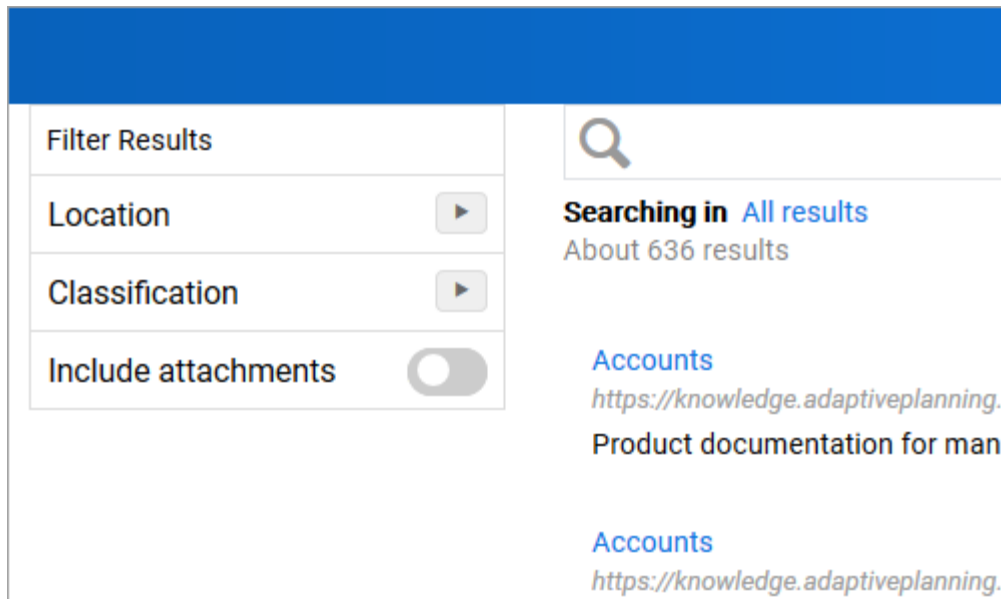 Filter Results
Location
Classification
Include attachments
Searching in All results
About 636 results
Accounts
https://knowledge.adaptiveplanning.
Product documentation for man
Accounts
https://knowledge.adaptiveplanning.